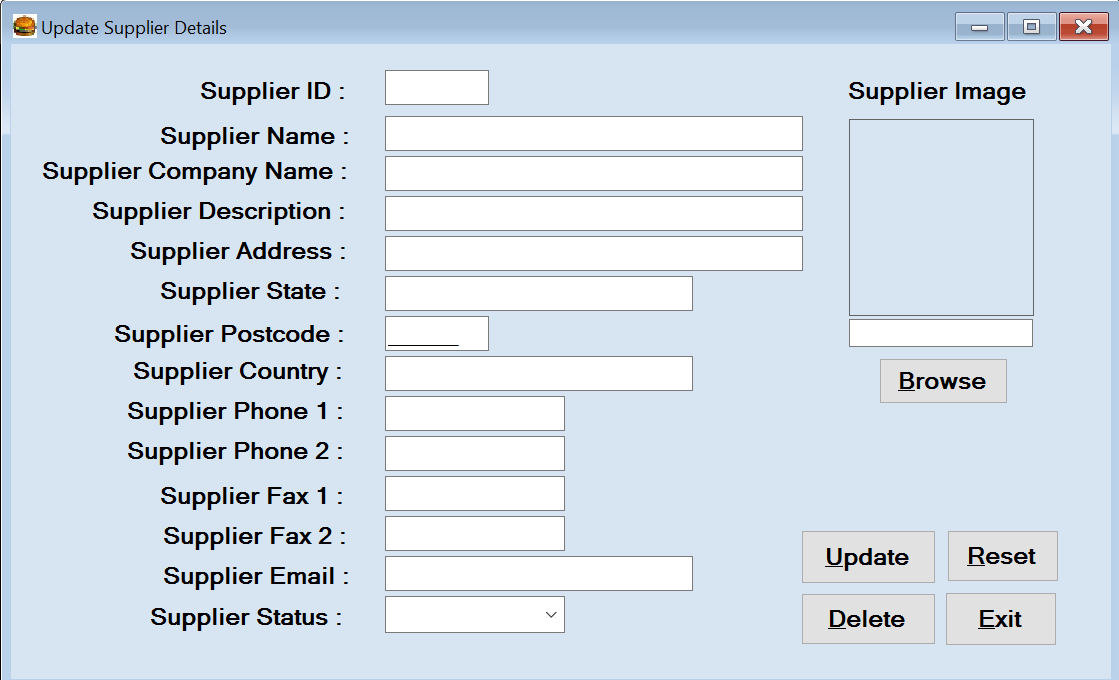 Update Supplier Details
Supplier ID :
Supplier Image
Supplier Name :
Supplier Company Name :
Supplier Description :
Supplier Address :
Supplier State :
Supplier Postcode :
Supplier Country :
Browse
Supplier Phone 1 :
Supplier Phone 2 :
Supplier Fax 1 :
Supplier Fax 2 :
Supplier Email :
Supplier Status :
Update
Reset
Delete
Exit